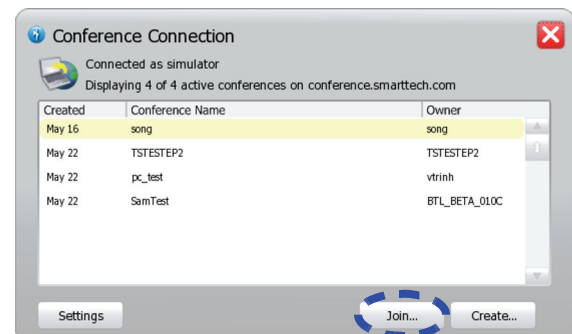 Conference Connection
Connected as simulator
Displaying 4 of 4 active conferences on conference.smarttech.com
Created Conference Name Owner
May 16 song song
May 22 TSTESTEP2 TSTESTEP2
May 22 pc_test vtrinh
May 22 SamTest BTL_BETA_010C
Settings Join... Create...